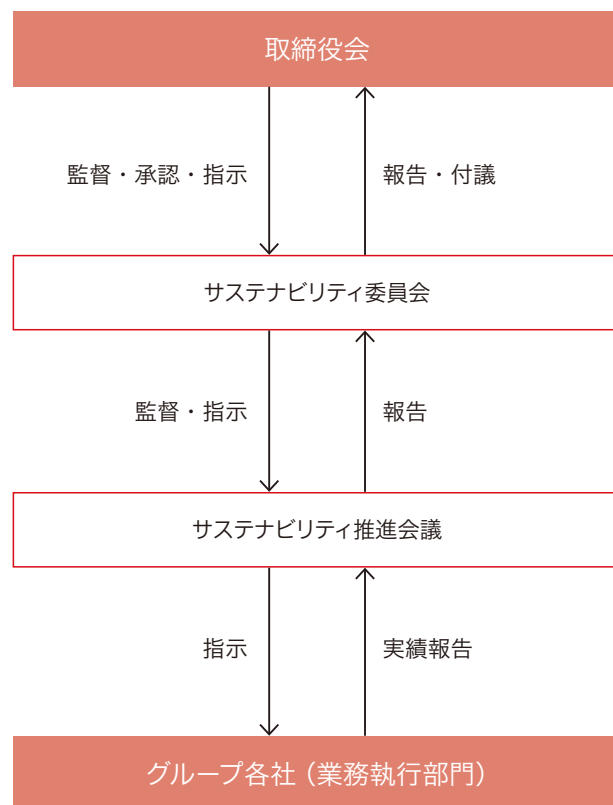 取締役会
監督・承認・指示
報告・付議
サステナビリティ委員会
監督・指示
報告
サステナビリティ推進会議
指示
実績報告
グループ各社（業務執行部門）